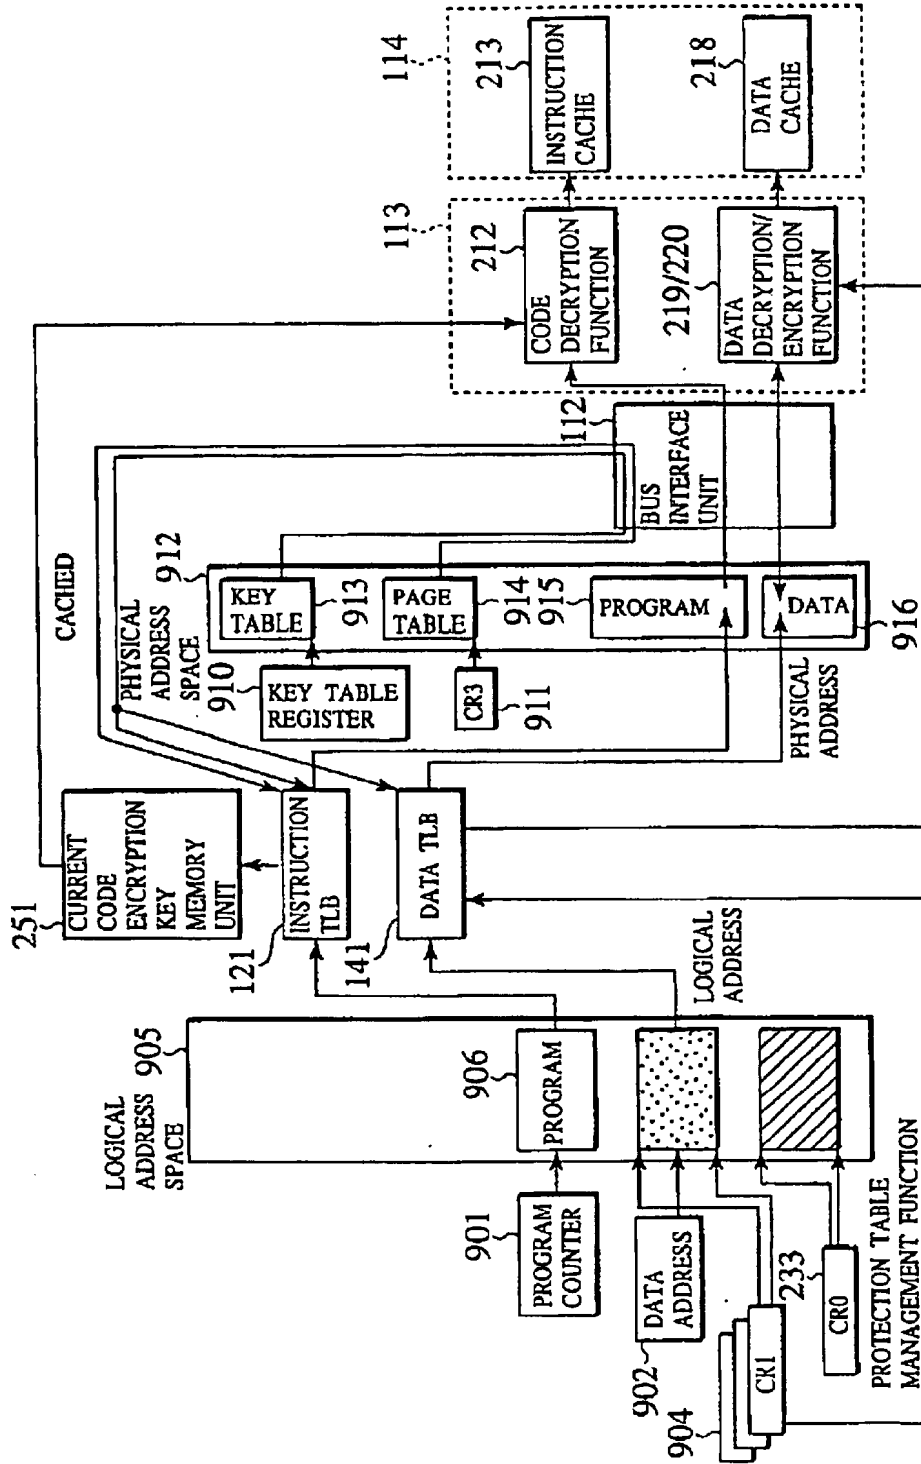 LOGICAL
ADDRESS
SPACE
905
901
PROGRAM
COUNTER
906
PROGRAM
902
DATA
ADDRESS
904
CR1
233
CR0
PROTECTION TABLE
MANAGEMENT FUNCTION
LOGICAL
ADDRESS
251
CURRENT
CODE
ENCRYPTION
KEY
MEMORY
UNIT
121
INSTRUCTION
TLB
141
DATA TLB
CACHED
PHYSICAL
ADDRESS
SPACE
912
910
KEY TABLE
REGISTER
KEY
TABLE
913
CR3
911
PAGE
TABLE
914
915
PROGRAM
DATA
916
PHYSICAL
ADDRESS
112
BUS
INTERFACE
UNIT
113
212
CODE
DECRYPTION
FUNCTION
219/220
DATA
DECRYPTION/
ENCRYPTION
FUNCTION
114
213
INSTRUCTION
CACHE
218
DATA
CACHE